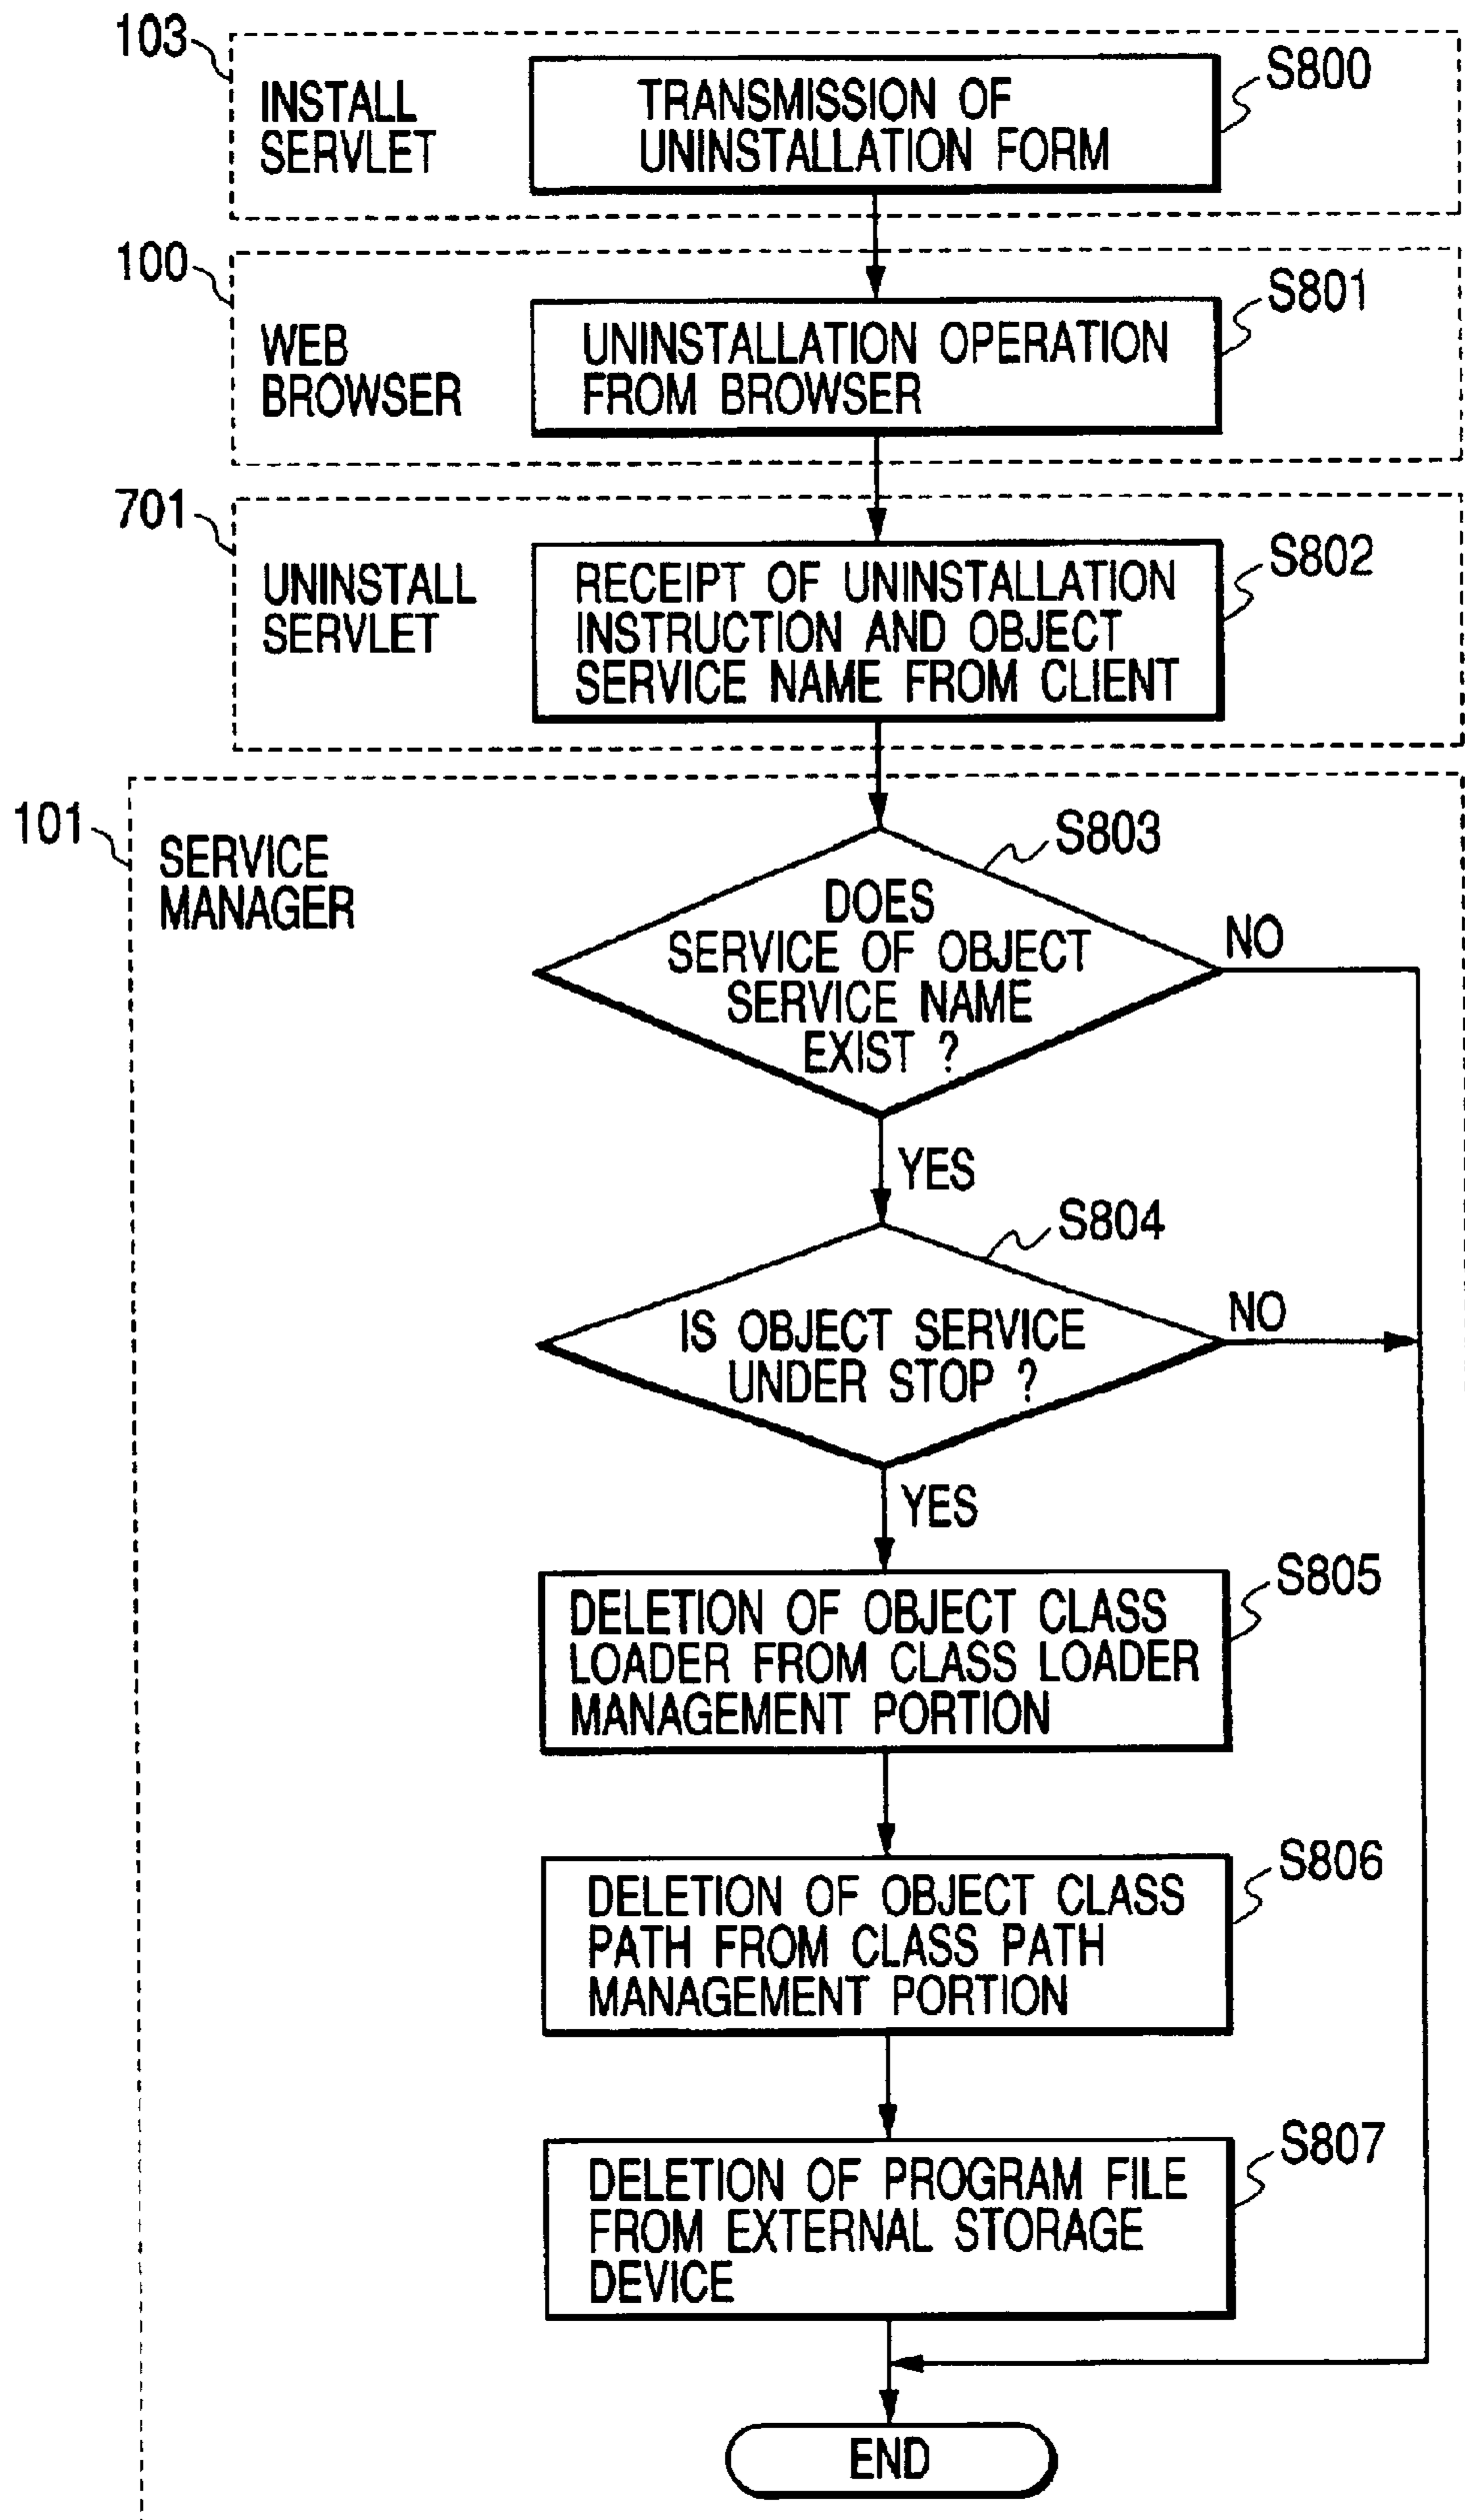 103
INSTALL
SERVLET
TRANSMISSION OF
UNINSTALLATION FORM
S800
100
WEB
BROWSER
UNINSTALLATION OPERATION
FROM BROWSER
S801
701
UNINSTALL
SERVLET
RECEIPT OF UNINSTALLATION
INSTRUCTION AND OBJECT
SERVICE NAME FROM CLIENT
S802
101
SERVICE
MANAGER
S803
DOES
SERVICE OF OBJECT
SERVICE NAME
EXIST ?
NO
YES
S804
IS OBJECT SERVICE
UNDER STOP ?
NO
YES
S805
DELETION OF OBJECT CLASS
LOADER FROM CLASS LOADER
MANAGEMENT PORTION
S806
DELETION OF OBJECT CLASS
PATH FROM CLASS PATH
MANAGEMENT PORTION
S807
DELETION OF PROGRAM FILE
FROM EXTERNAL STORAGE
DEVICE
END